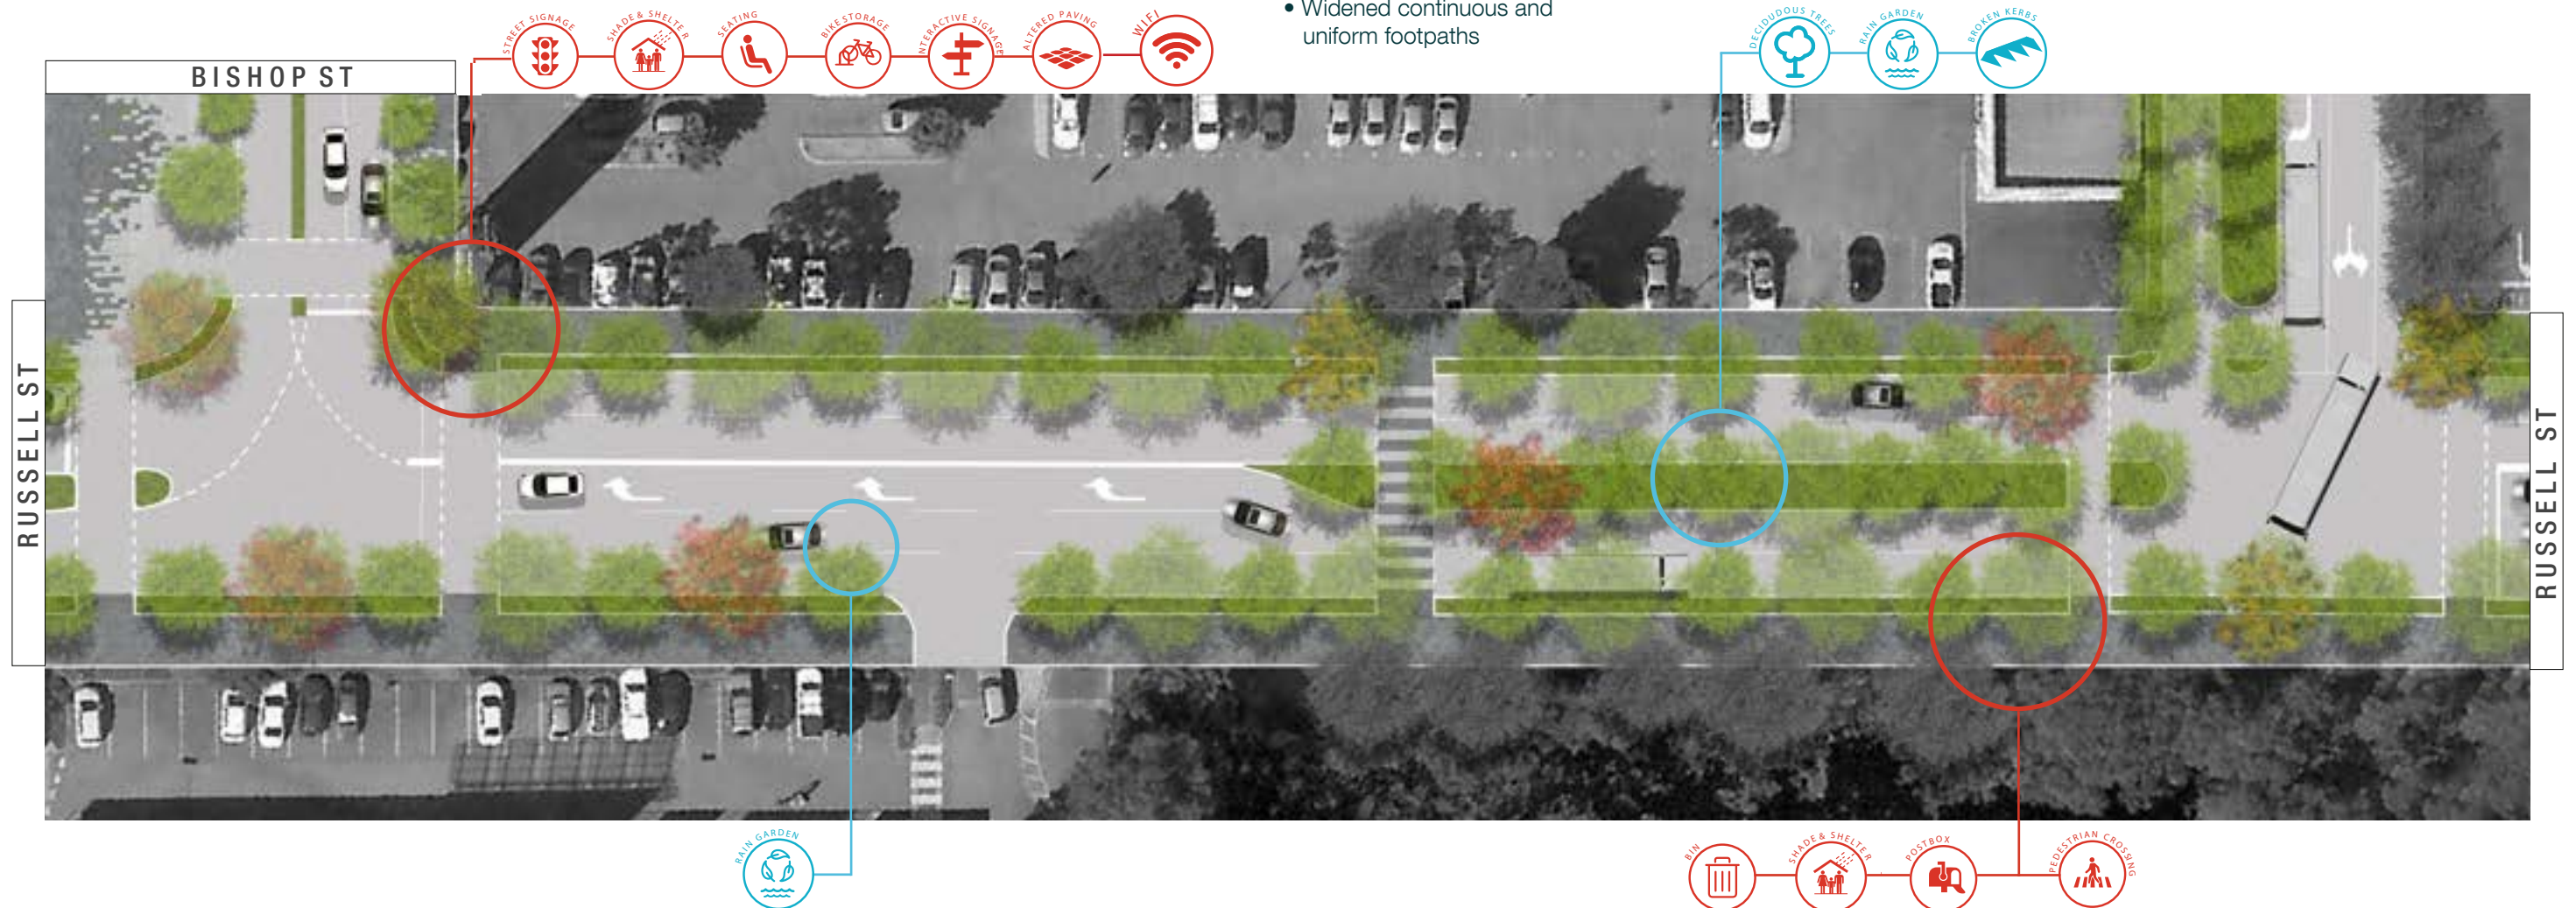 • Widened continuous and
uniform footpaths
STREET SIGNAGE
SHADE & SHELTER
SEATING
BIKE STORAGE
INTERACTIVE SIGNAGE
ALTERED PAVING
WIFI
DECIDUDOUS TREES
RAIN GARDEN
BROKEN KERBS
BISHOP ST
RUSSELL ST
RUSSELL ST
RAIN GARDEN
BIN
SHADE & SHELTER
POSTBOX
PEDESTRIAN CROSSING